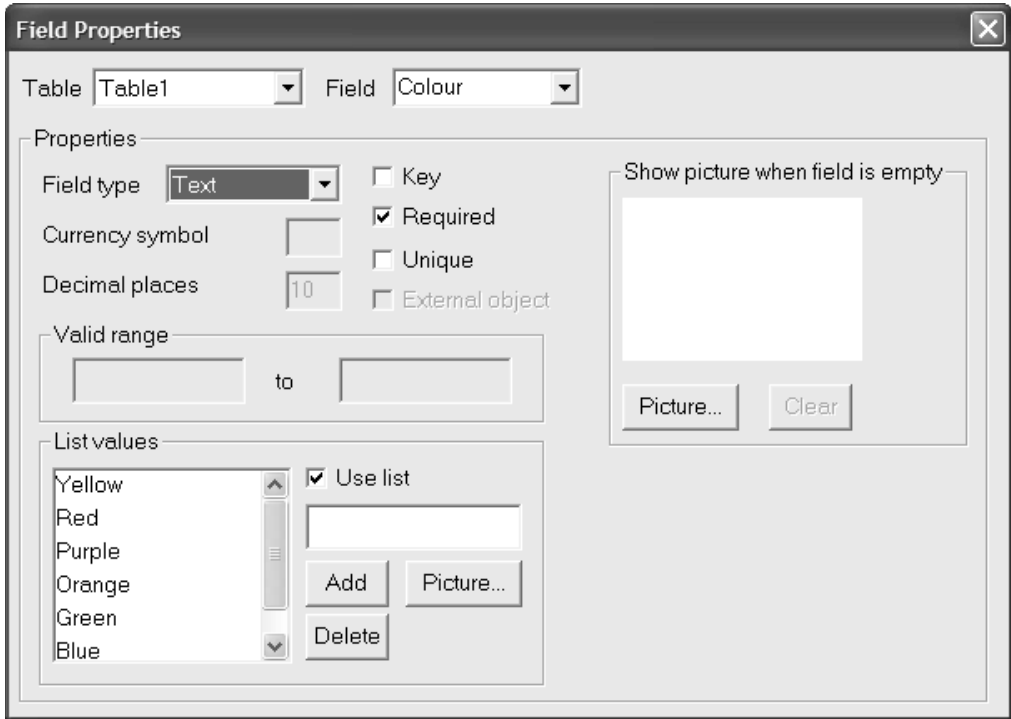 Field Properties
Table Table1 Field Colour
Properties
Field type Text
Key
Required
Unique
External object
Currency symbol
Decimal places 10
Valid range
to
List values
Yellow
Red
Purple
Orange
Green
Blue
Use list
Add Picture...
Delete
Show picture when field is empty
Picture... Clear